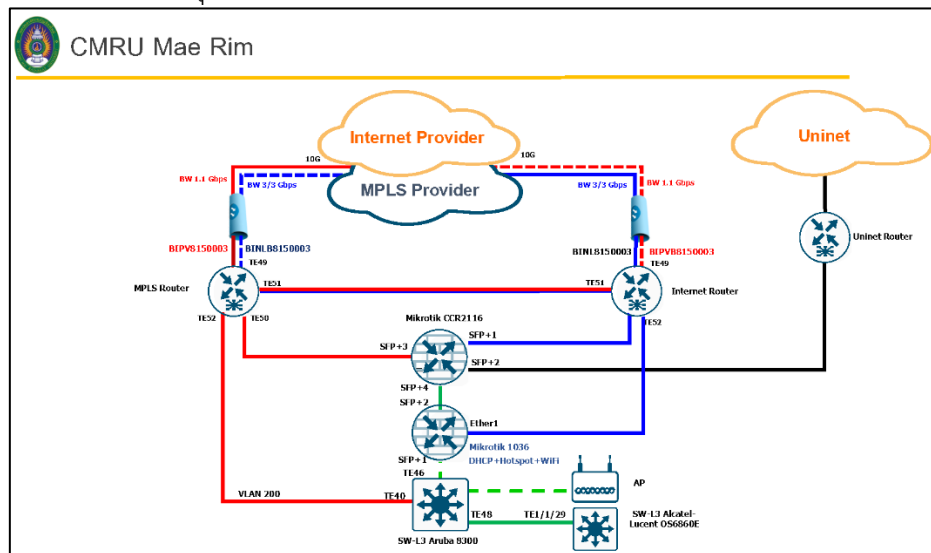 CMRU Mae Rim
Internet Provider
MPLS Provider
Uninet
10G
10G
BW 1.1 Gbps
BW 3/3 Gbps
BW 3/3 Gbps
BW 1.1 Gbps
BIPV8150003
BINLB8150003
BINL8150003
BIPVB8150003
Uninet Router
TE49
TE49
MPLS Router
TE51
TE51
Internet Router
TE52
TE50
TE52
Mikrotik CCR2116
SFP+1
SFP+3
SFP+2
SFP+4
SFP+2
Ether1
Mikrotik 1036
DHCP+Hotspot+WiFi
SFP+1
TE46
AP
VLAN 200
TE40
TE48
TE1/1/29
SW-L3 Alcatel-
Lucent OS6860E
SW-L3 Aruba 8300